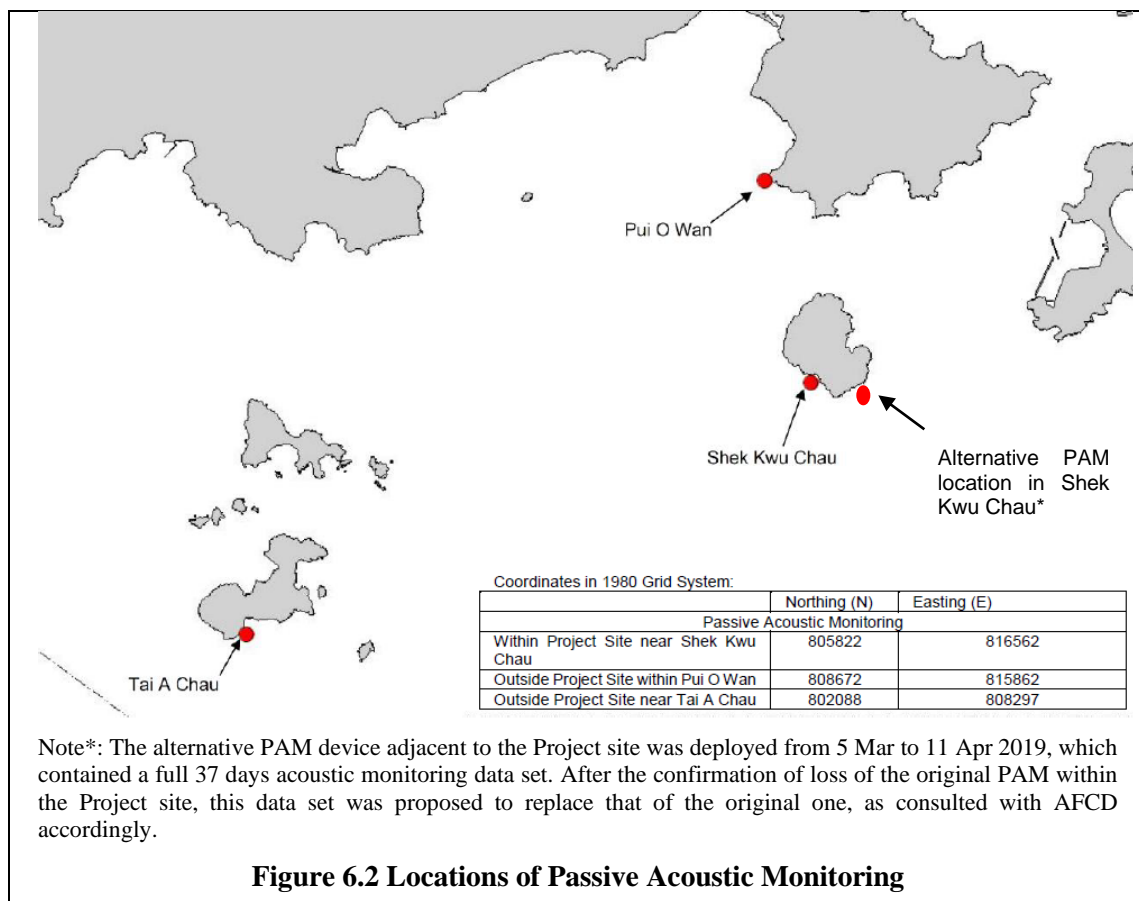 Pui O Wan
Shek Kwu Chau
Alternative PAM
location in Shek
Kwu Chau*
Tai A Chau
Coordinates in 1980 Grid System:
Northing (N) Easting (E)
Passive Acoustic Monitoring
Within Project Site near Shek Kwu 805822 816562
Chau
Outside Project Site within Pui O Wan 808672 815862
Outside Project Site near Tai A Chau 802088 808297
Note*: The alternative PAM device adjacent to the Project site was deployed from 5 Mar to 11 Apr 2019, which
contained a full 37 days acoustic monitoring data set. After the confirmation of loss of the original PAM within
the Project site, this data set was proposed to replace that of the original one, as consulted with AFCD
accordingly.
Figure 6.2 Locations of Passive Acoustic Monitoring